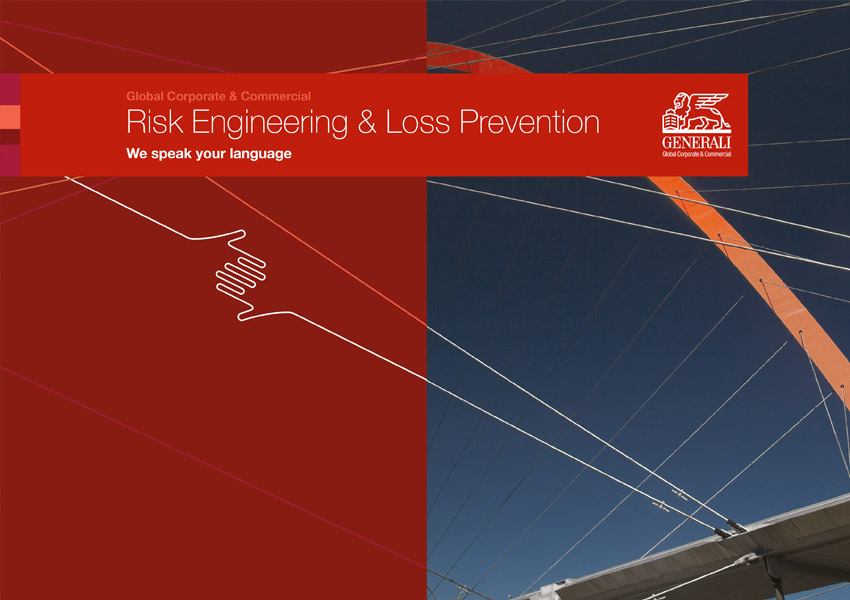 Global Corporate & Commercial
Risk Engineering & Loss Prevention
We speak your language
GENERALI
Global Corporate & Commercial